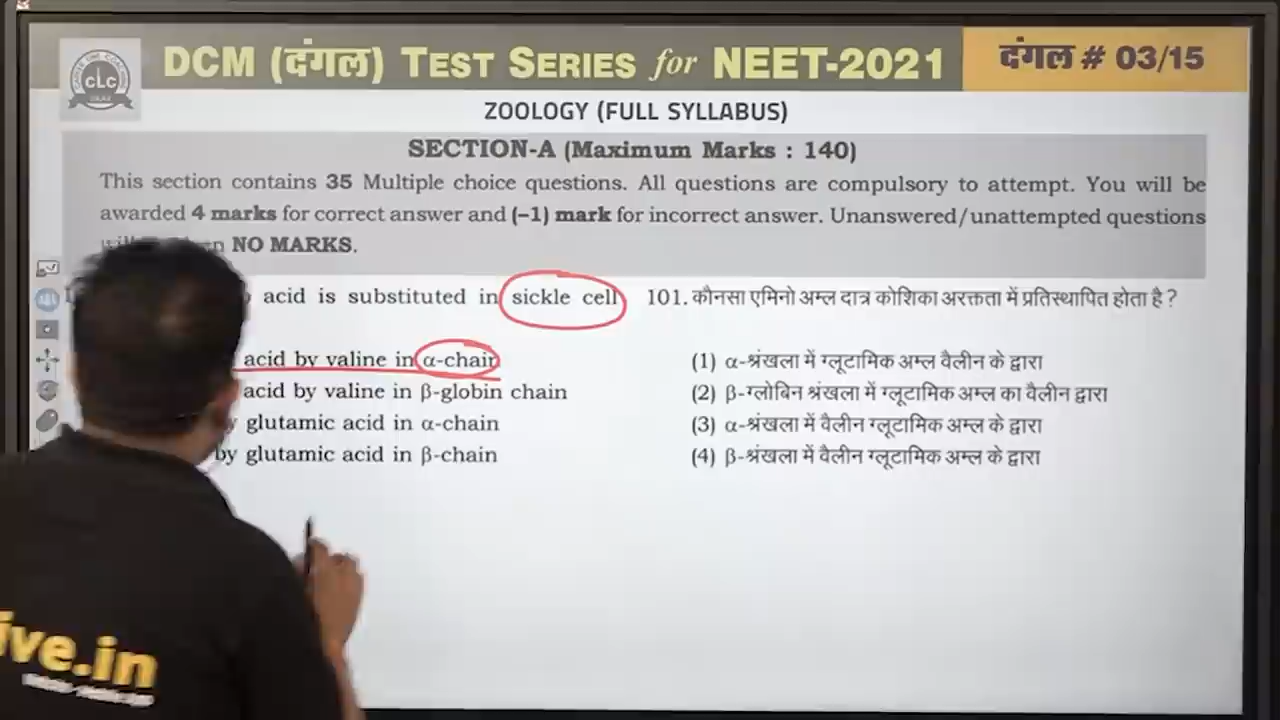 DCM (दंगल) TEST SERIES for NEET-2021
दंगल # 03/15
CLC
ZOOLOGY (FULL SYLLABUS)
SECTION-A (Maximum Marks : 140)
This section contains 35 Multiple choice questions. All questions are compulsory to attempt. You will be
awarded 4 marks for correct answer and (−1) mark for incorrect answer. Unanswered/unattempted questions
NO MARKS.
acid is substituted in sickle cell
acid by valine in α-chain
acid by valine in β-globin chain
glutamic acid in α-chain
by glutamic acid in β-chain
101. कौनसा एमिनो अम्ल दात्र कोशिका अरक्तता में प्रतिस्थापित होता है ?
(1) α-श्रंखला में ग्लूटामिक अम्ल वैलीन के द्वारा
(2) β-ग्लोबिन श्रंखला में ग्लूटामिक अम्ल का वैलीन द्वारा
(3) α-श्रंखला में वैलीन ग्लूटामिक अम्ल के द्वारा
(4) β-श्रंखला में वैलीन ग्लूटामिक अम्ल के द्वारा
ive.in